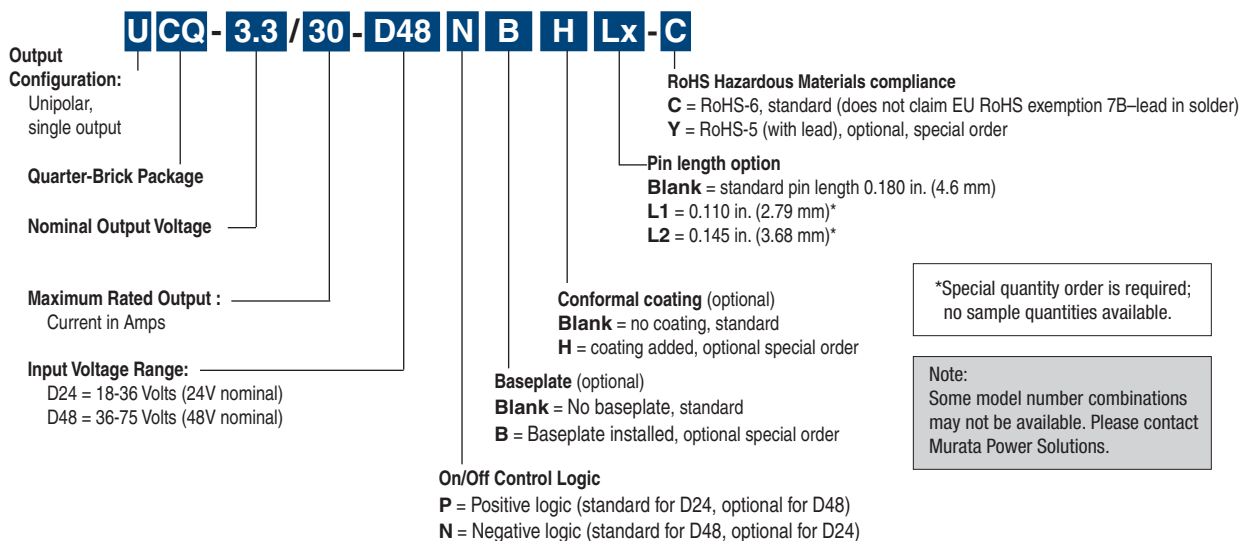 UCQ-3.3/30-D48NBHLx-C
Output
Configuration:
Unipolar,
single output
Quarter-Brick Package
Nominal Output Voltage
Maximum Rated Output :
Current in Amps
Input Voltage Range:
D24 = 18-36 Volts (24V nominal)
D48 = 36-75 Volts (48V nominal)
On/Off Control Logic
P = Positive logic (standard for D24, optional for D48)
N = Negative logic (standard for D48, optional for D24)
Baseplate (optional)
Blank = No baseplate, standard
B = Baseplate installed, optional special order
Conformal coating (optional)
Blank = no coating, standard
H = coating added, optional special order
Pin length option
Blank = standard pin length 0.180 in. (4.6 mm)
L1 = 0.110 in. (2.79 mm)*
L2 = 0.145 in. (3.68 mm)*
RoHS Hazardous Materials compliance
C = RoHS-6, standard (does not claim EU RoHS exemption 7B–lead in solder)
Y = RoHS-5 (with lead), optional, special order
*Special quantity order is required;
no sample quantities available.
Note:
Some model number combinations
may not be available. Please contact
Murata Power Solutions.